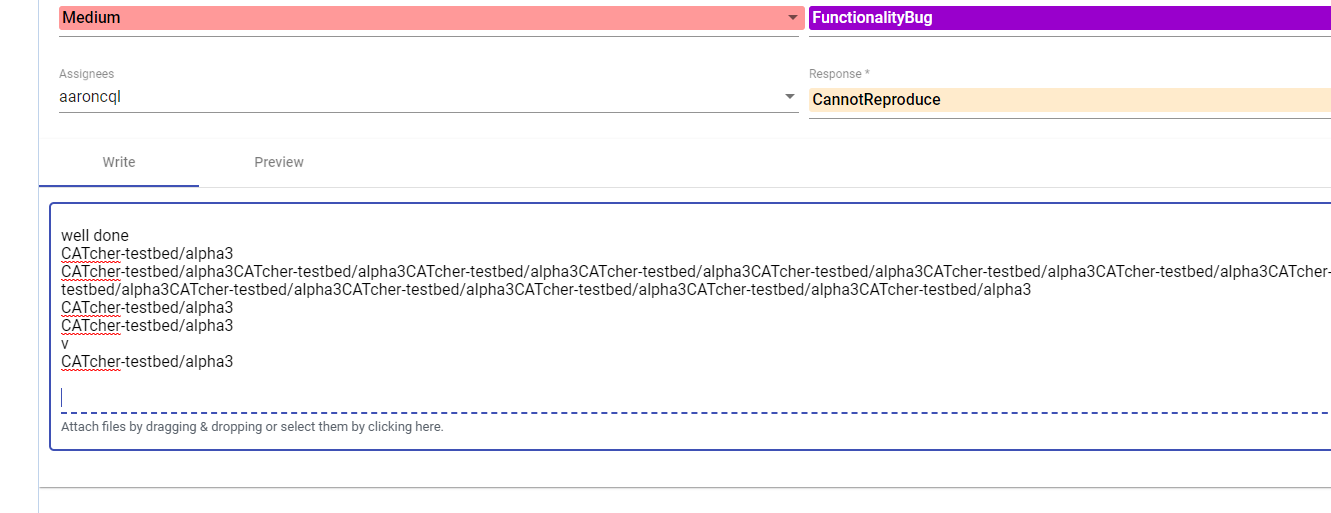 Medium
FunctionalityBug
Assignees
Response *
aaroncql
CannotReproduce
Write
Preview
well done
CATcher-testbed/alpha3
CATcher-testbed/alpha3CATcher-testbed/alpha3CATcher-testbed/alpha3CATcher-testbed/alpha3CATcher-testbed/alpha3CATcher-testbed/alpha3CATcher-testbed/alpha3CATcher-
testbed/alpha3CATcher-testbed/alpha3CATcher-testbed/alpha3CATcher-testbed/alpha3CATcher-testbed/alpha3CATcher-testbed/alpha3
CATcher-testbed/alpha3
CATcher-testbed/alpha3
v
CATcher-testbed/alpha3
Attach files by dragging & dropping or select them by clicking here.